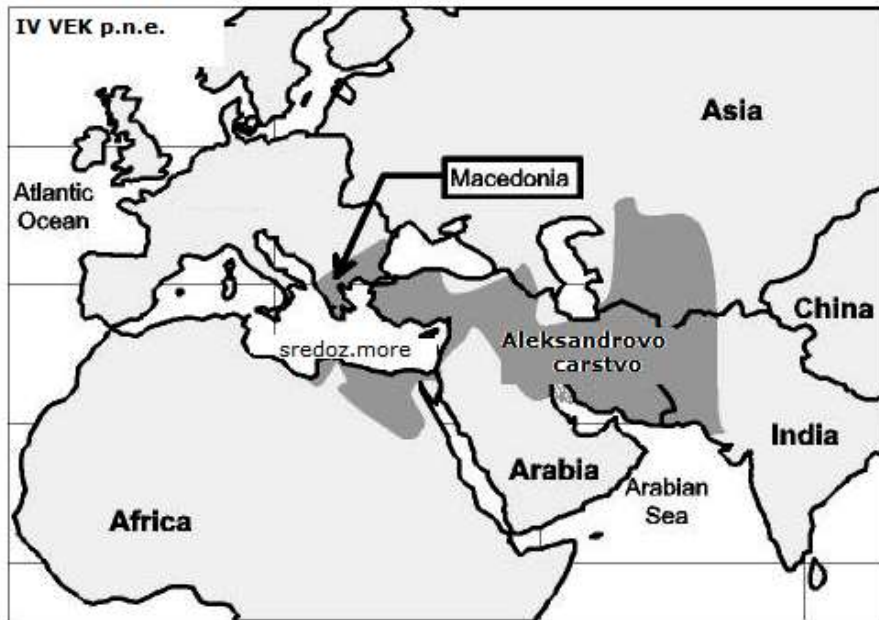 IV VEK p.n.e.
Asia
Macedonia
Atlantic
Ocean
China
sredoz.more
Aleksandrovo
carstvo
India
Arabia
Arabian
Sea
Africa